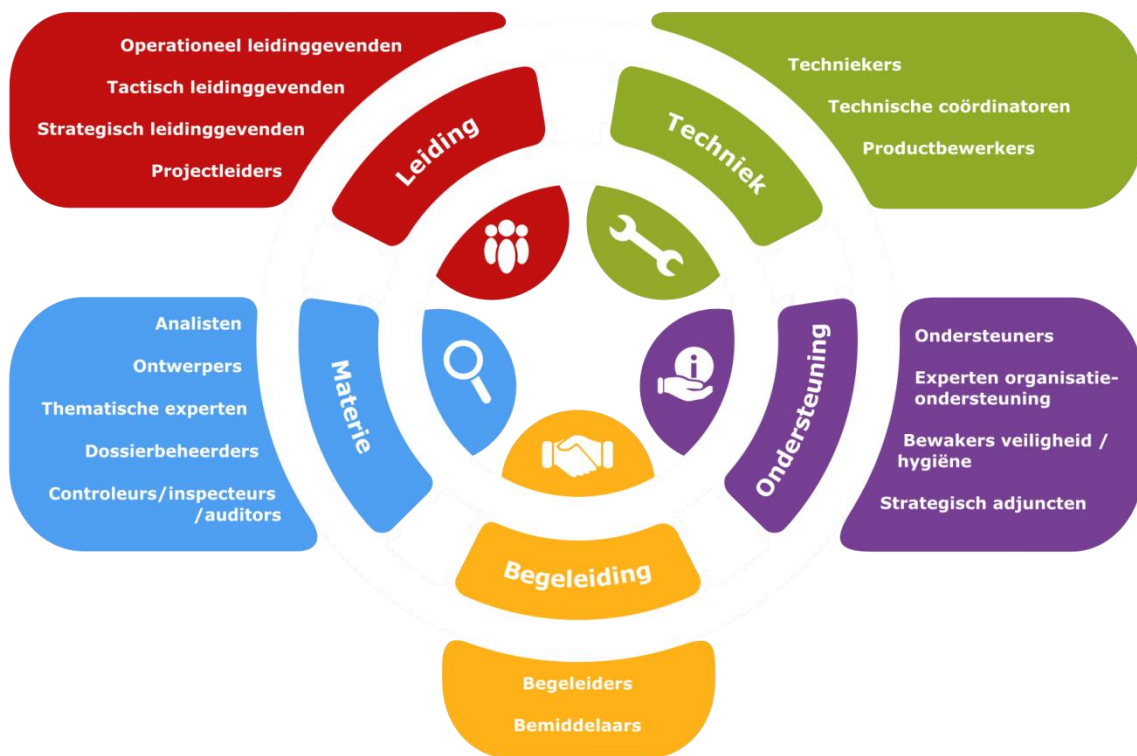 Operationeel leidinggevenden
Tactisch leidinggevenden
Strategisch leidinggevenden
Projectleiders
Leiding
Techniek
Techniekers
Technische coördinatoren
Productbewerkers
Analisten
Ontwerpers
Thematische experten
Dossierbeheerders
Controleurs/inspecteurs
/auditors
Materie
i
Ondersteuning
Ondersteuners
Experten organisatie-
ondersteuning
Bewakers veiligheid /
hygiëne
Strategisch adjuncten
Begeleiding
Begeleiders
Bemiddelaars